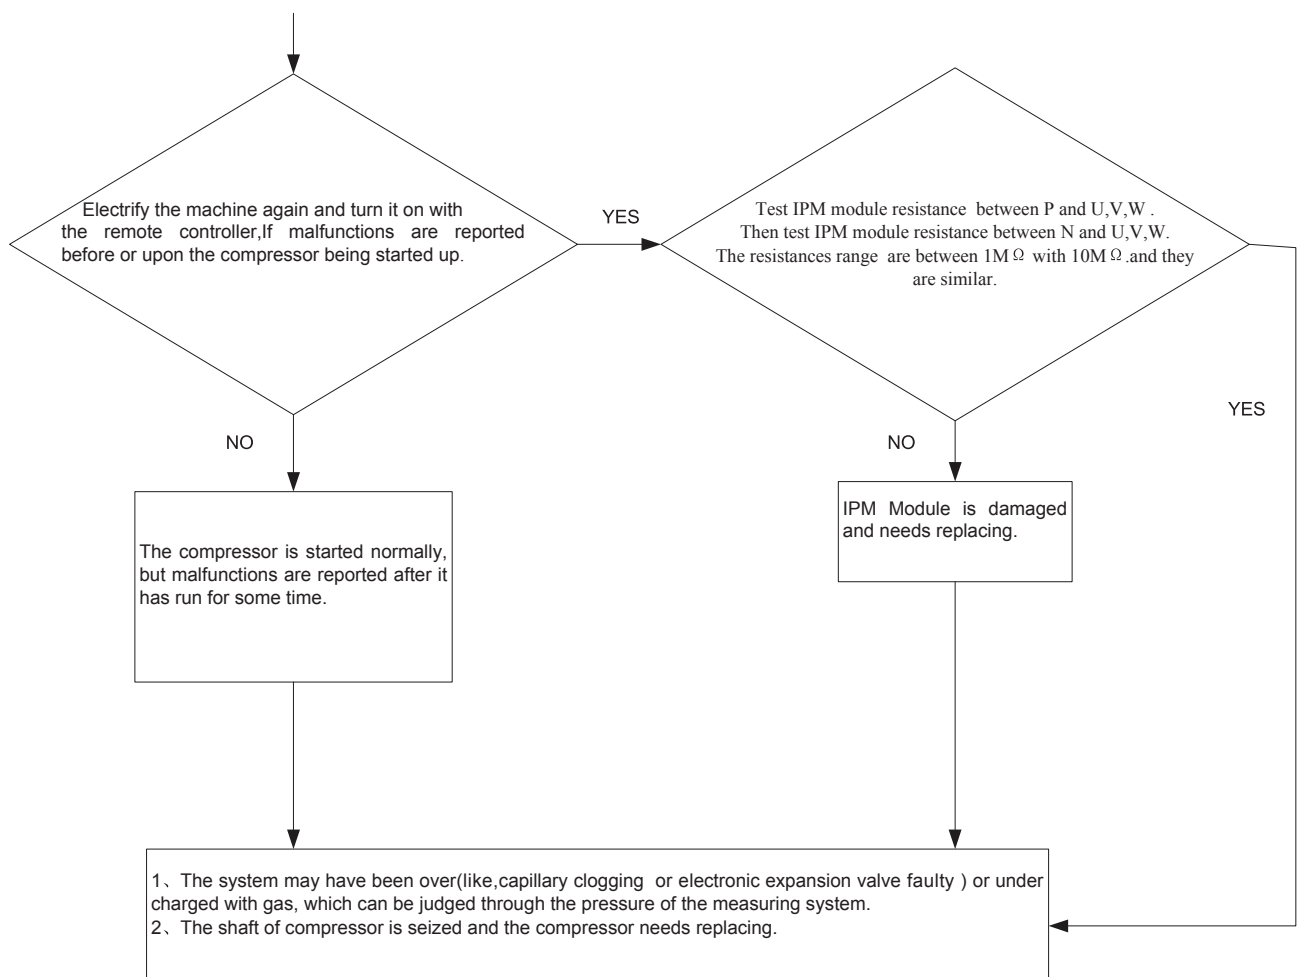 Electrify the machine again and turn it on with
the remote controller,If malfunctions are reported
before or upon the compressor being started up.
YES
Test IPM module resistance between P and U,V,W .
Then test IPM module resistance between N and U,V,W.
The resistances range are between 1MΩ with 10MΩ.and they
are similar.
YES
NO
NO
The compressor is started normally,
but malfunctions are reported after it
has run for some time.
IPM Module is damaged
and needs replacing.
1、The system may have been over(like,capillary clogging or electronic expansion valve faulty ) or under
charged with gas, which can be judged through the pressure of the measuring system.
2、The shaft of compressor is seized and the compressor needs replacing.